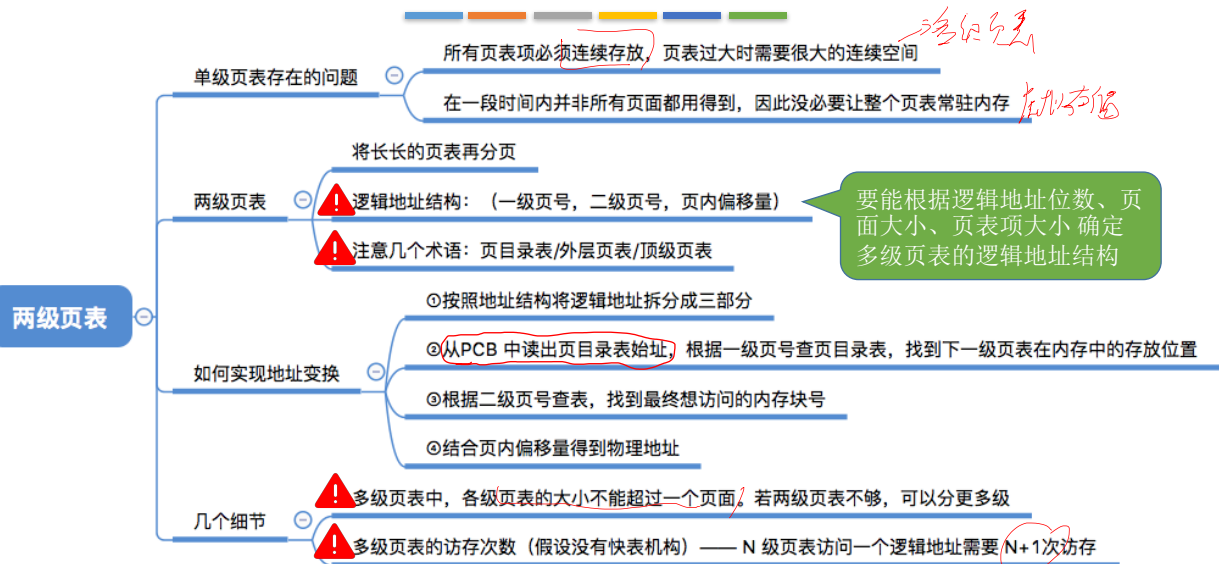 所有页表项必须连续存放，页表过大时需要很大的连续空间
单级页表存在的问题
在一段时间内并非所有页面都用得到，因此没必要让整个页表常驻内存
将长长的页表再分页
两级页表
逻辑地址结构：（一级页号，二级页号，页内偏移量）
要能根据逻辑地址位数、页
面大小、页表项大小 确定
多级页表的逻辑地址结构
注意几个术语：页目录表/外层页表/顶级页表
两级页表
①按照地址结构将逻辑地址拆分成三部分
②从PCB 中读出页目录表始址，根据一级页号查页目录表，找到下一级页表在内存中的存放位置
如何实现地址变换
③根据二级页号查表，找到最终想访问的内存块号
④结合页内偏移量得到物理地址
多级页表中，各级页表的大小不能超过一个页面。若两级页表不够，可以分更多级
几个细节
多级页表的访存次数（假设没有快表机构）—— N 级页表访问一个逻辑地址需要 N+1次访存